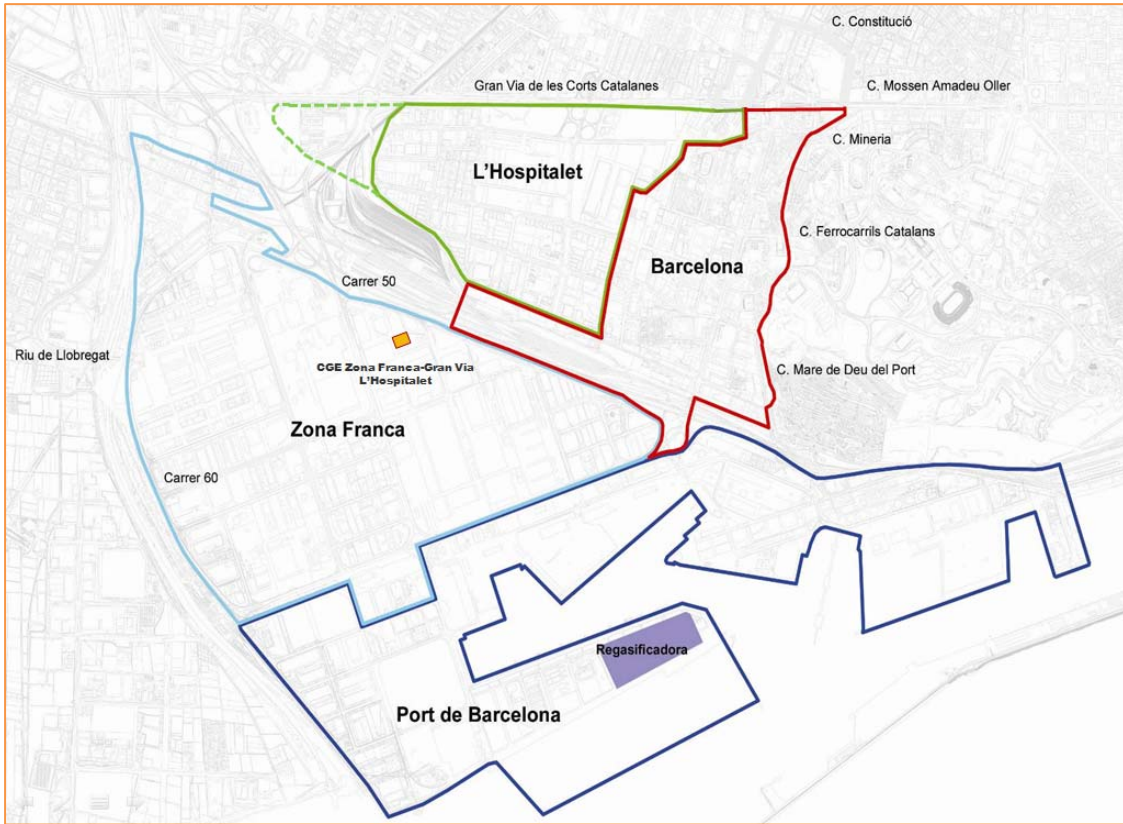 C. Constitució
Gran Via de les Corts Catalanes
C. Mossen Amadeu Oller
C. Mineria
L'Hospitalet
C. Ferrocarrils Catalans
Barcelona
Carrer 50
Riu de Llobregat
CGE Zona Franca-Gran Via
L'Hospitalet
C. Mare de Deu del Port
Zona Franca
Carrer 60
Regasificadora
Port de Barcelona